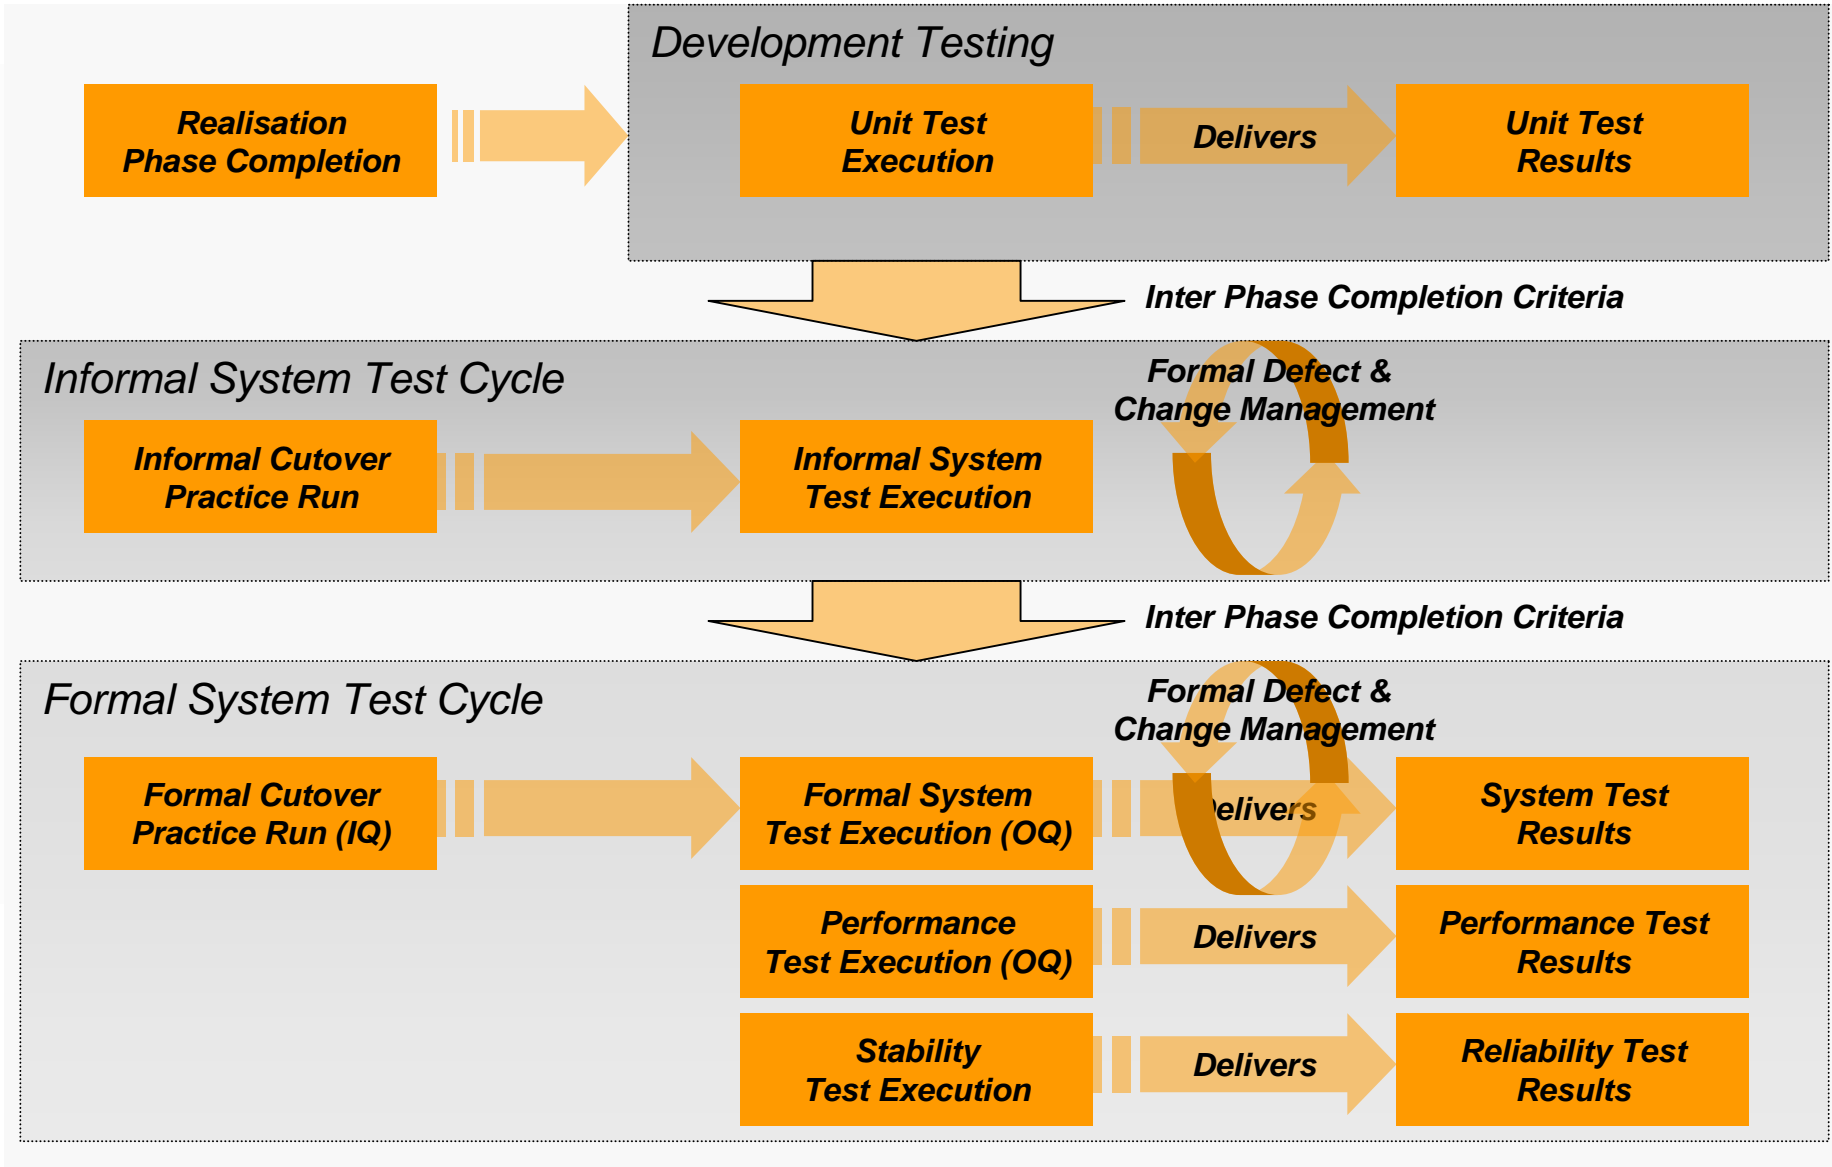 Development Testing
Realisation
Phase Completion
Unit Test
Execution
Delivers
Unit Test
Results
Inter Phase Completion Criteria
Informal System Test Cycle
Formal Defect &
Change Management
Informal Cutover
Practice Run
Informal System
Test Execution
Inter Phase Completion Criteria
Formal System Test Cycle
Formal Defect &
Change Management
Formal Cutover
Practice Run (IQ)
Formal System
Test Execution (OQ)
Delivers
System Test
Results
Performance
Test Execution (OQ)
Delivers
Performance Test
Results
Stability
Test Execution
Delivers
Reliability Test
Results